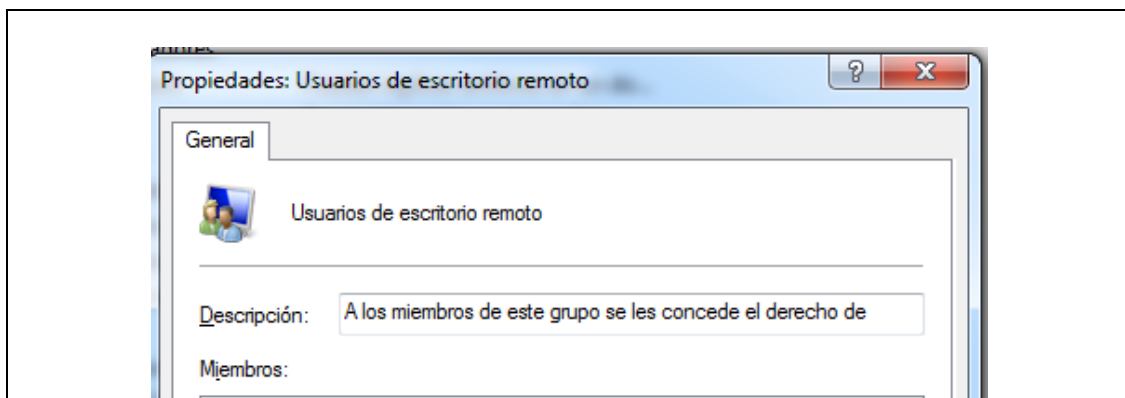 Propiedades: Usuarios de escritorio remoto
General
Usuarios de escritorio remoto
Descripción: A los miembros de este grupo se les concede el derecho de
Miembros: